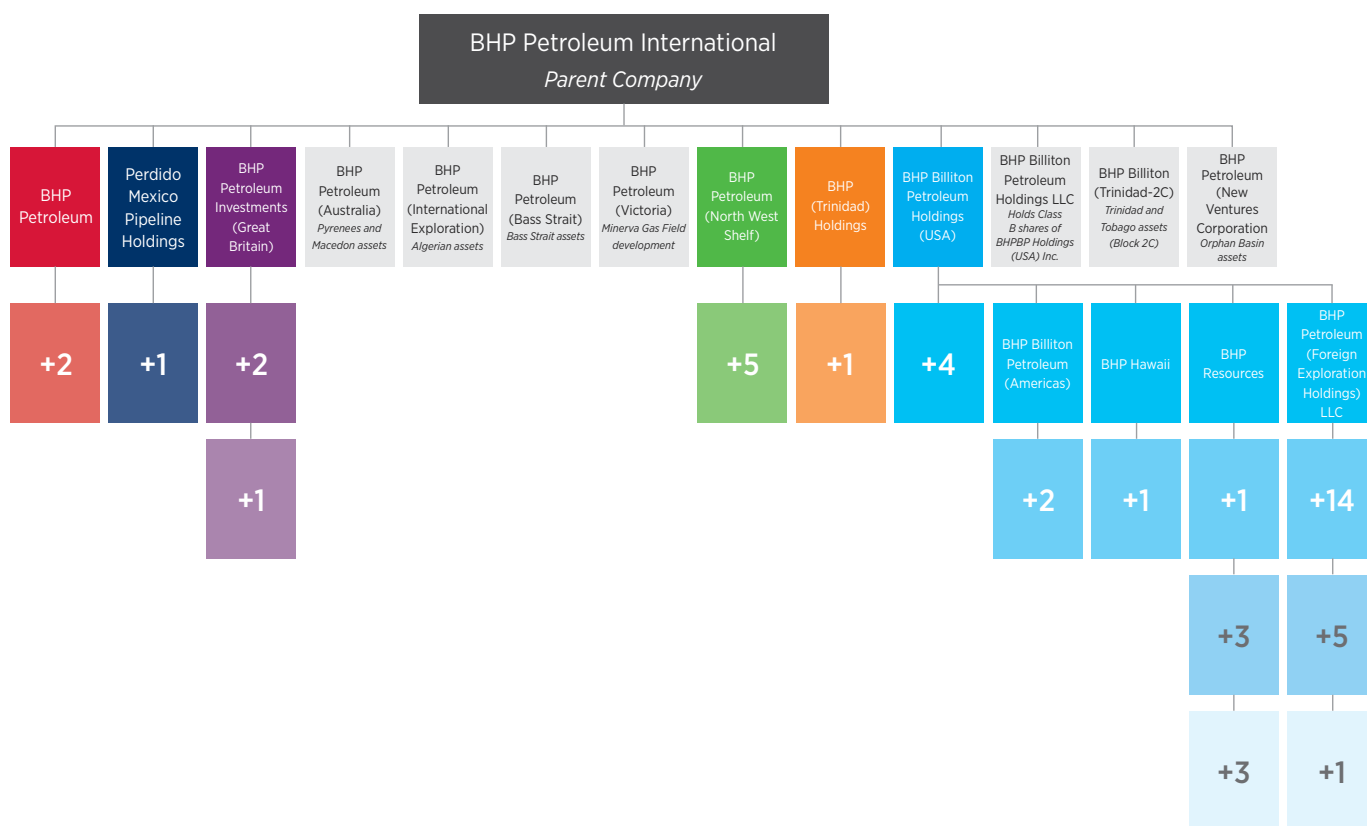 BHP Petroleum International
Parent Company
BHP
Petroleum
Perdido
Mexico
Pipeline
Holdings
BHP
Petroleum
Investments
(Great
Britain)
BHP
Petroleum
(Australia)
Pyrenees and
Macedon assets
BHP
Petroleum
(International
Exploration)
Algerian assets
BHP
Petroleum
(Bass Strait)
Bass Strait assets
BHP
Petroleum
(Victoria)
Minerva Gas Field
development
BHP
Petroleum
(North West
Shelf)
BHP
(Trinidad)
Holdings
BHP Billiton
Petroleum
Holdings
(USA)
BHP Billiton
Petroleum
Holdings LLC
Holds Class
B shares of
BHPBP Holdings
(USA) Inc.
BHP Billiton
(Trinidad-2C)
Trinidad and
Tobago assets
(Block 2C)
BHP
Petroleum
(New
Ventures
Corporation
Orphan Basin
assets
+2
+1
+2
+5
+1
+4
BHP Billiton
Petroleum
(Americas)
BHP Hawaii
BHP
Resources
BHP
Petroleum
(Foreign
Exploration
Holdings)
LLC
+1
+2
+1
+1
+14
+3
+5
+3
+1